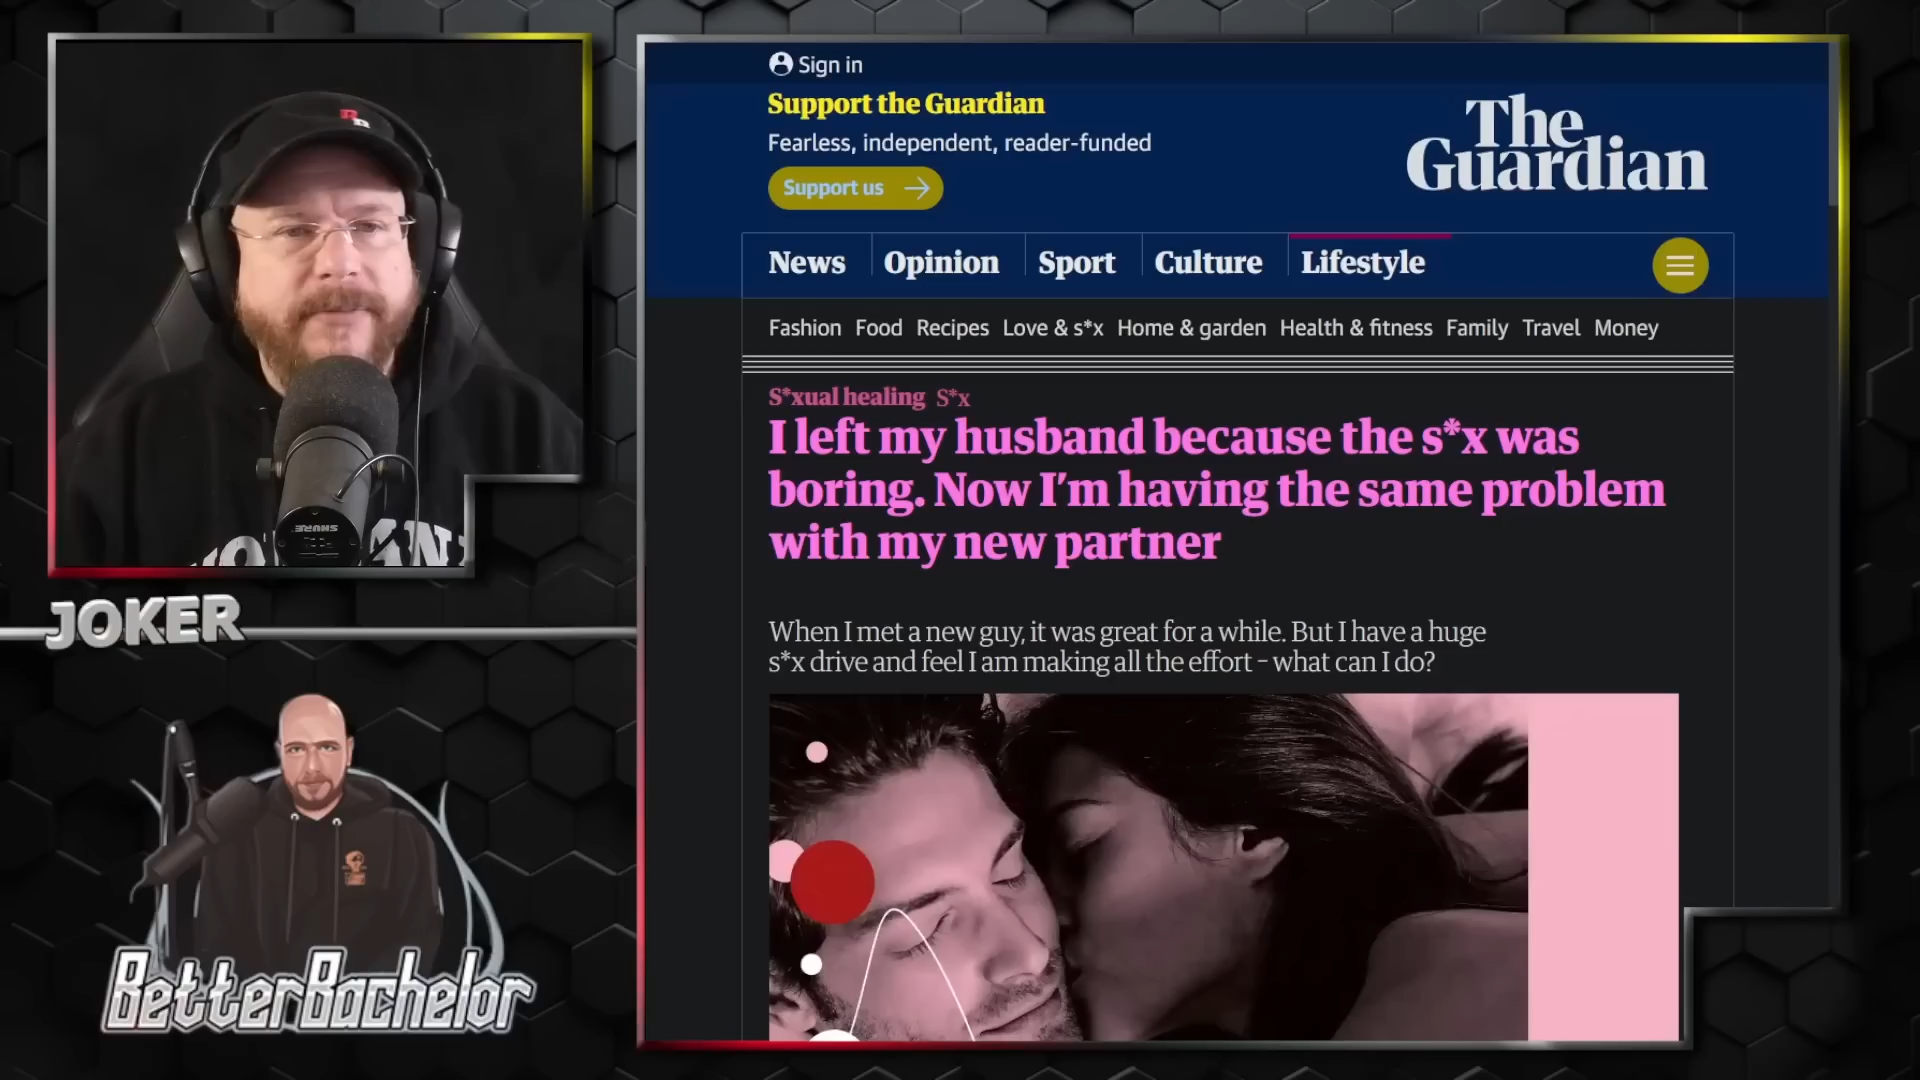 Sign in
Support the Guardian
Fearless, independent, reader-funded
Support us
The
Guardian
News Opinion Sport Culture Lifestyle
Fashion Food Recipes Love & s*x Home & garden Health & fitness Family Travel Money
S*xual healing S*x
I left my husband because the s*x was
boring. Now I'm having the same problem
with my new partner
When I met a new guy, it was great for a while. But I have a huge
s*x drive and feel I am making all the effort – what can I do?
SHURE
JOKER
BetterBachelor